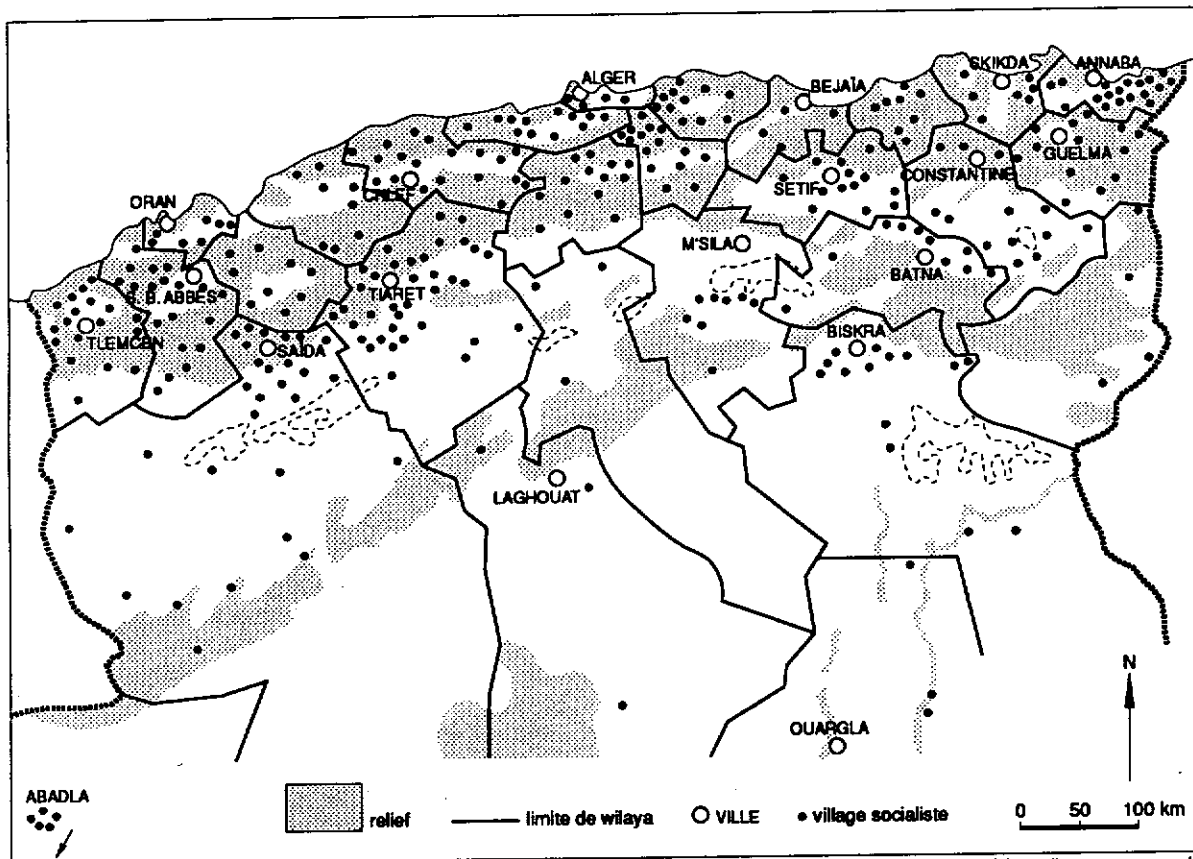 SKIKDA
ANNABA
ALGER
BEJAÏA
GUELMA
CHLEF
SETIF
CONSTANTINE
ORAN
M'SILA
BATNA
S. B. ABBES
TIARET
TLEMCEN
SAIDA
BISKRA
LAGHOUAT
N
OUARGLA
ABADLA
relief
limite de wilaya
VILLE
village socialiste
0 50 100 km